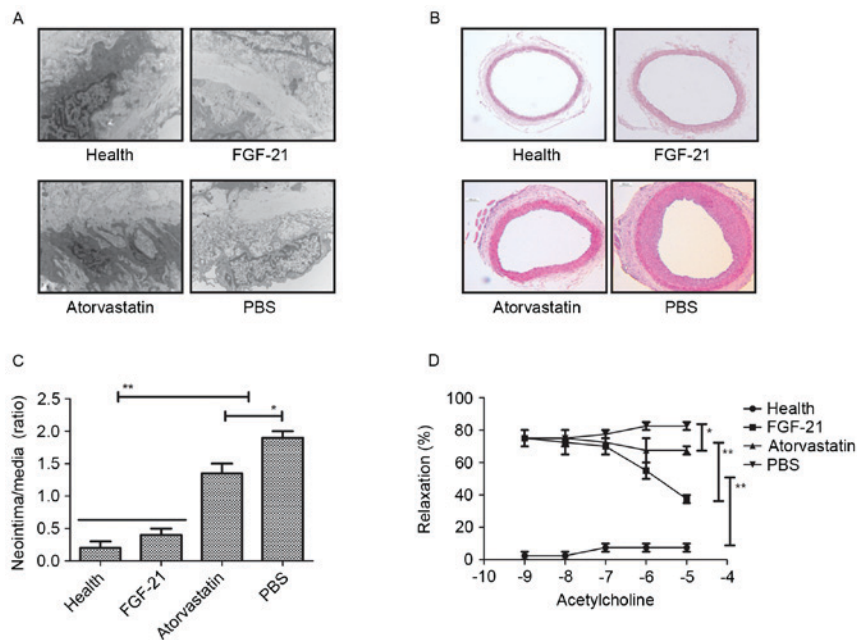 A
Health
FGF-21
Atorvastatin
PBS
B
Health
FGF-21
Atorvastatin
PBS
C
Neointima/media (ratio)
2.5
2.0
1.5
1.0
0.5
0.0
**
*
Health
FGF-21
Atorvastatin
PBS
D
Relaxation (%)
100
80
60
40
20
0
-10 -9 -8 -7 -6 -5 -4
Acetylcholine
Health
FGF-21
Atorvastatin
PBS
*
**
**